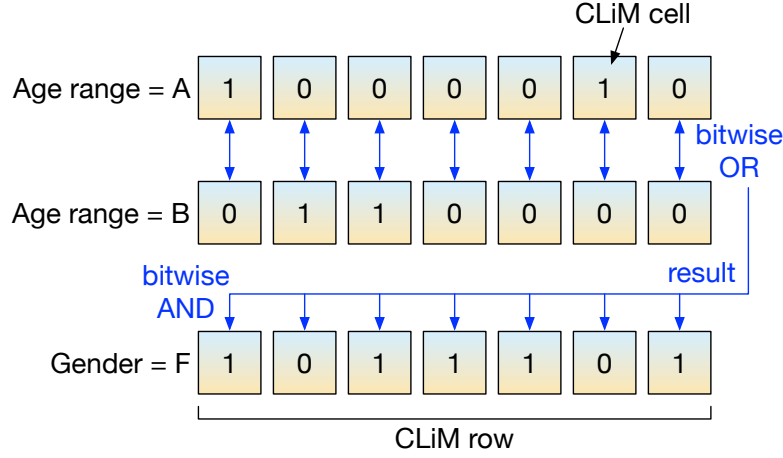 CLiM cell
Age range = A 1 0 0 0 0 1 0
bitwise
OR
Age range = B 0 1 1 0 0 0 0
bitwise
AND
result
Gender = F 1 0 1 1 1 0 1
CLiM row